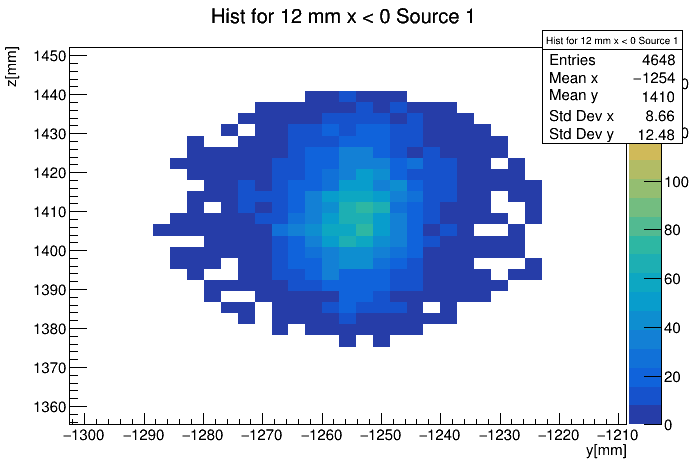 Hist for 12 mm x < 0 Source 1
Hist for 12 mm x < 0 Source 1
Entries 4648
Mean x −1254
Mean y 1410
Std Dev x 8.66
Std Dev y 12.48
z[mm]
1450
1440
1430
1420
1410
1400
1390
1380
1370
1360
−1300 −1290 −1280 −1270 −1260 −1250 −1240 −1230 −1220 −1210
y[mm]
100
80
60
40
20
0